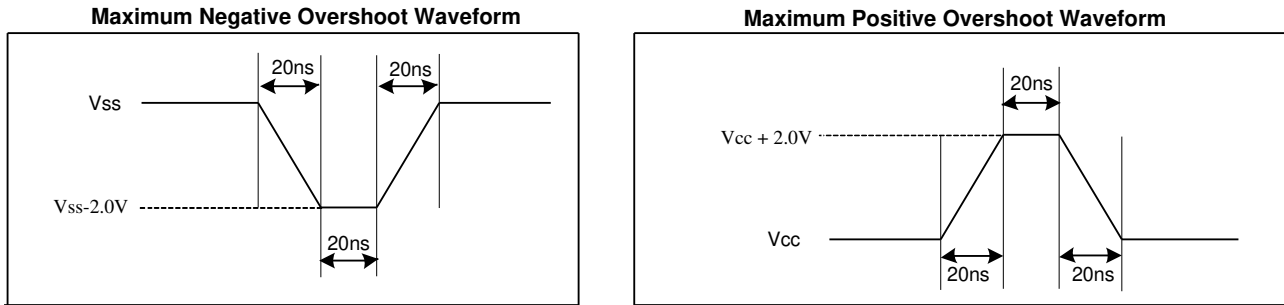 Maximum Negative Overshoot Waveform
20ns
20ns
Vss
Vss-2.0V
20ns
Maximum Positive Overshoot Waveform
20ns
Vcc + 2.0V
Vcc
20ns
20ns